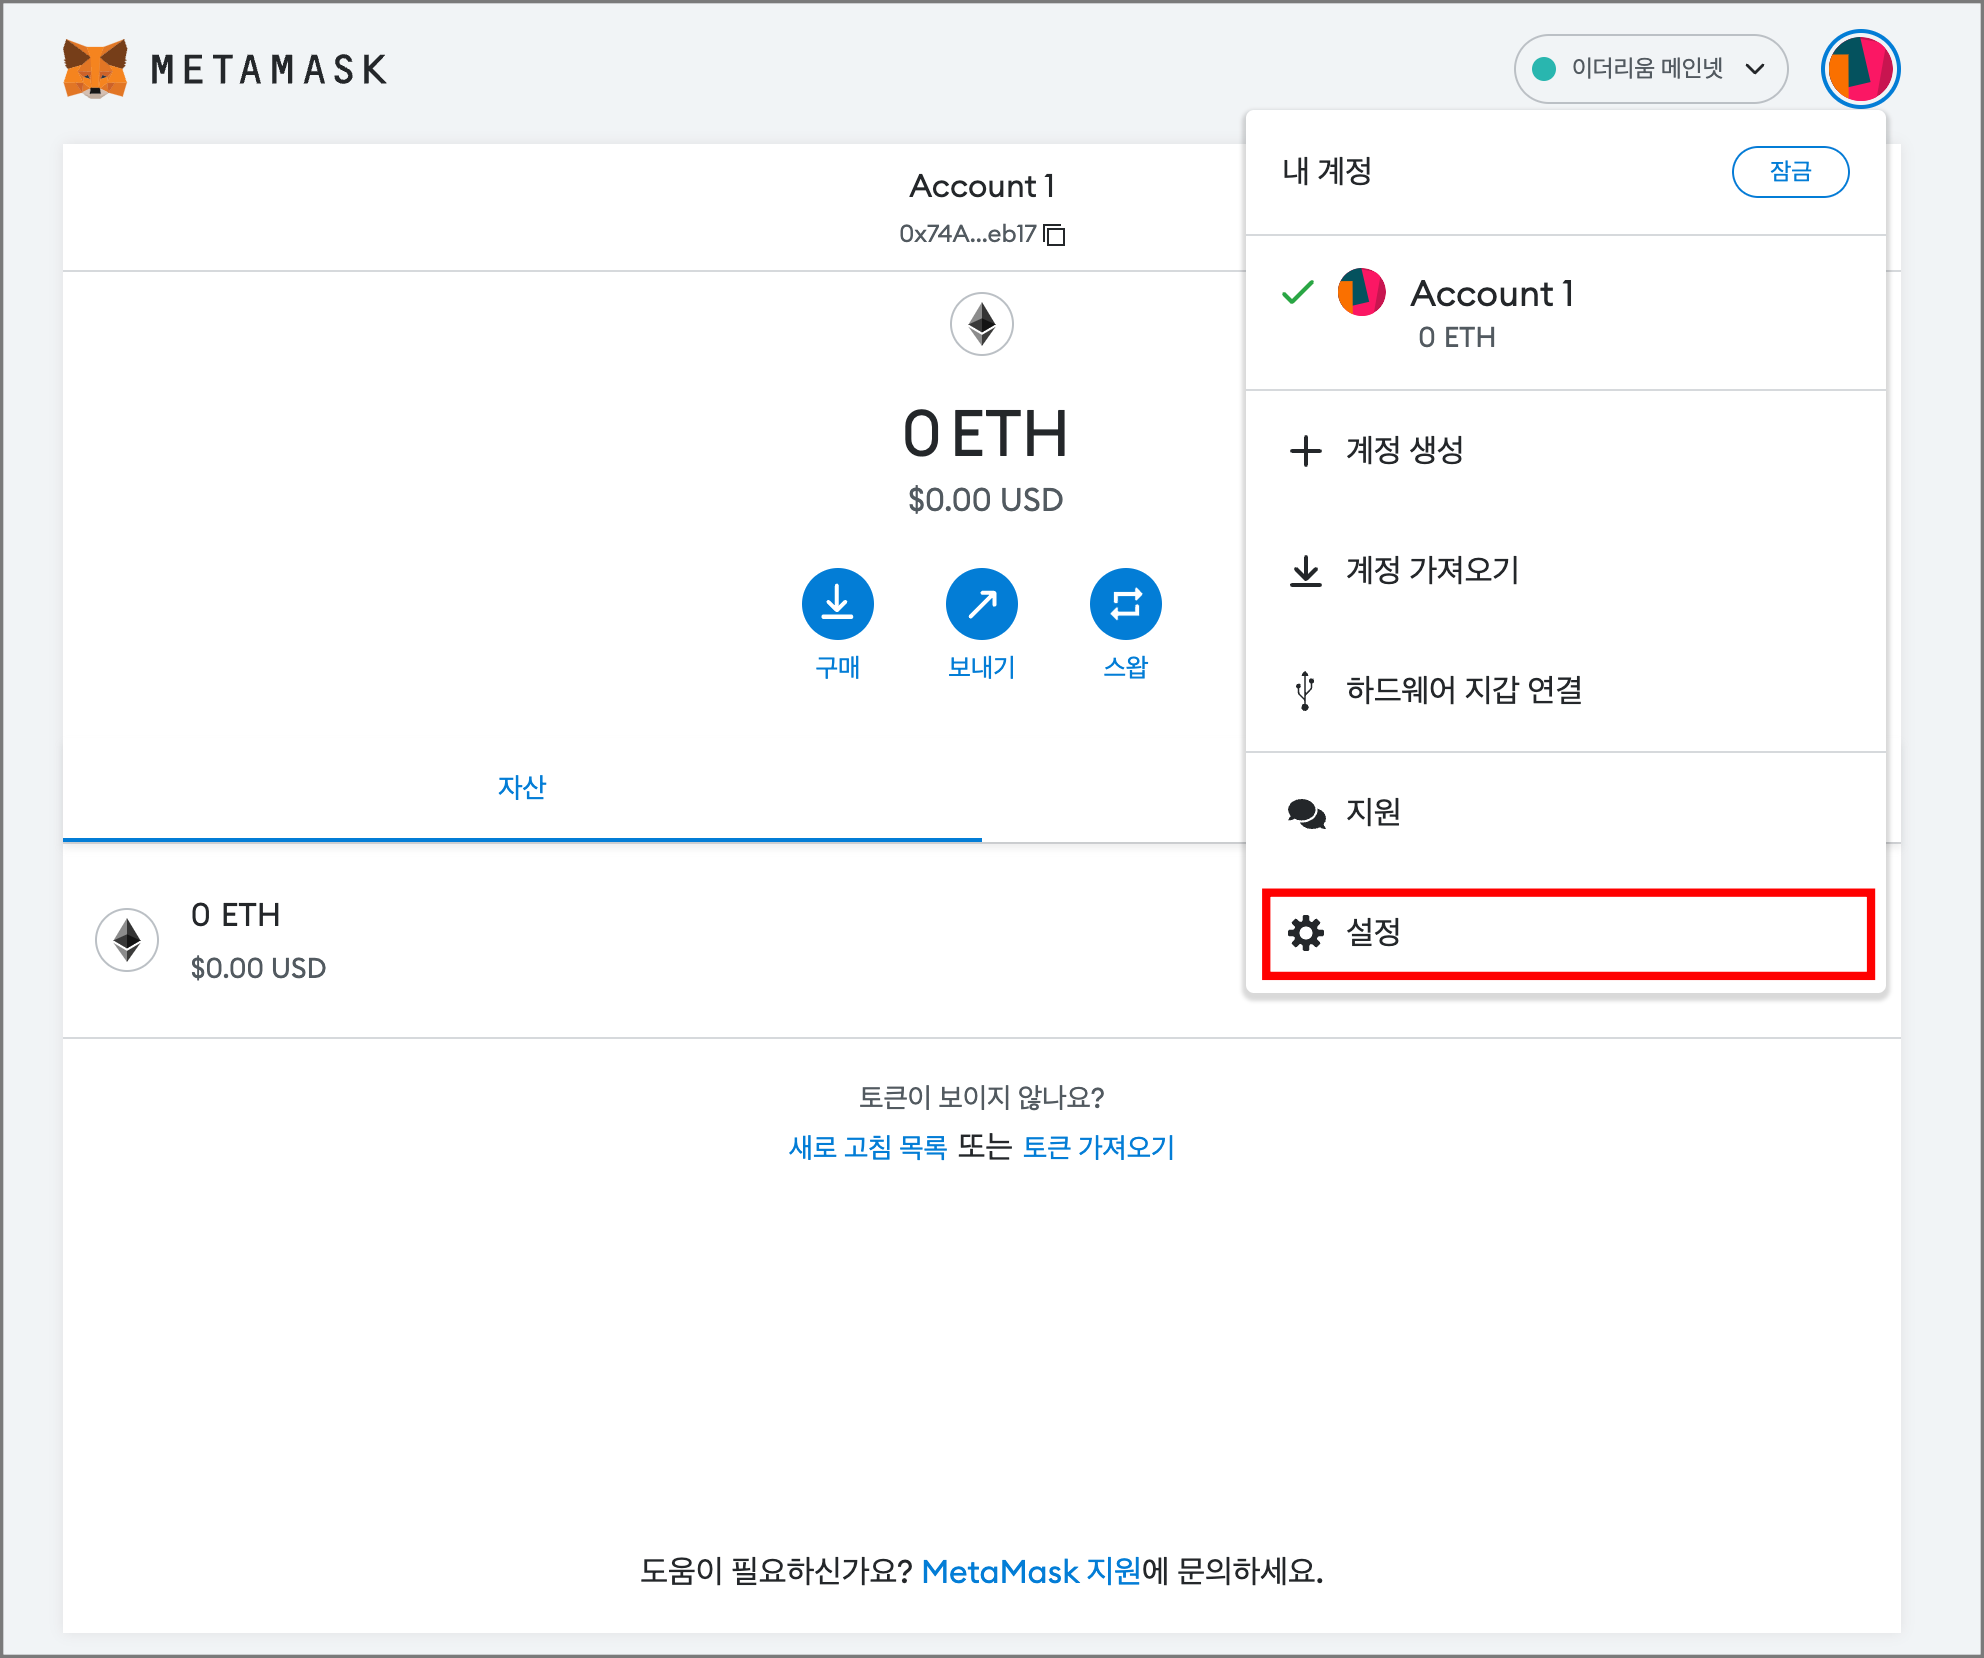 METAMASK
이더리움 메인넷
Account 1
0x74A...eb17
0 ETH
$0.00 USD
구매
보내기
스왑
자산
0 ETH
$0.00 USD
토큰이 보이지 않나요?
새로 고침 목록 또는 토큰 가져오기
도움이 필요하신가요? MetaMask 지원에 문의하세요.
내 계정
잠금
Account 1
0 ETH
계정 생성
계정 가져오기
하드웨어 지갑 연결
지원
설정